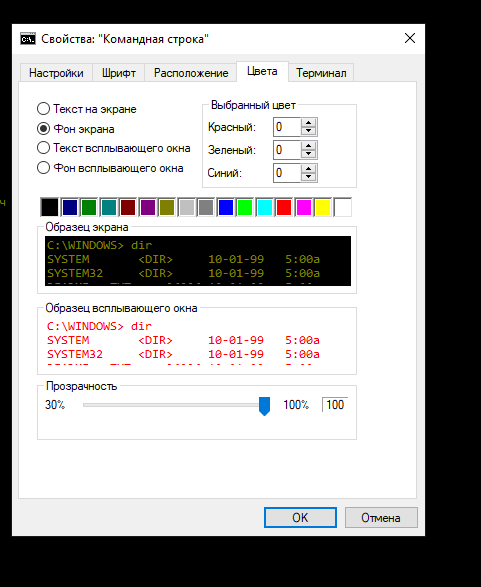 Свойства: "Командная строка"
Настройки Шрифт Расположение Цвета Терминал
Текст на экране
Фон экрана
Текст всплывающего окна
Фон всплывающего окна
Выбранный цвет
Красный: 0
Зеленый: 0
Синий: 0
ч
Образец экрана
C:\WINDOWS> dir
SYSTEM <DIR> 10-01-99 5:00a
SYSTEM32 <DIR> 10-01-99 5:00a
Образец всплывающего окна
C:\WINDOWS> dir
SYSTEM <DIR> 10-01-99 5:00a
SYSTEM32 <DIR> 10-01-99 5:00a
Прозрачность
30% 100% 100
OK Отмена